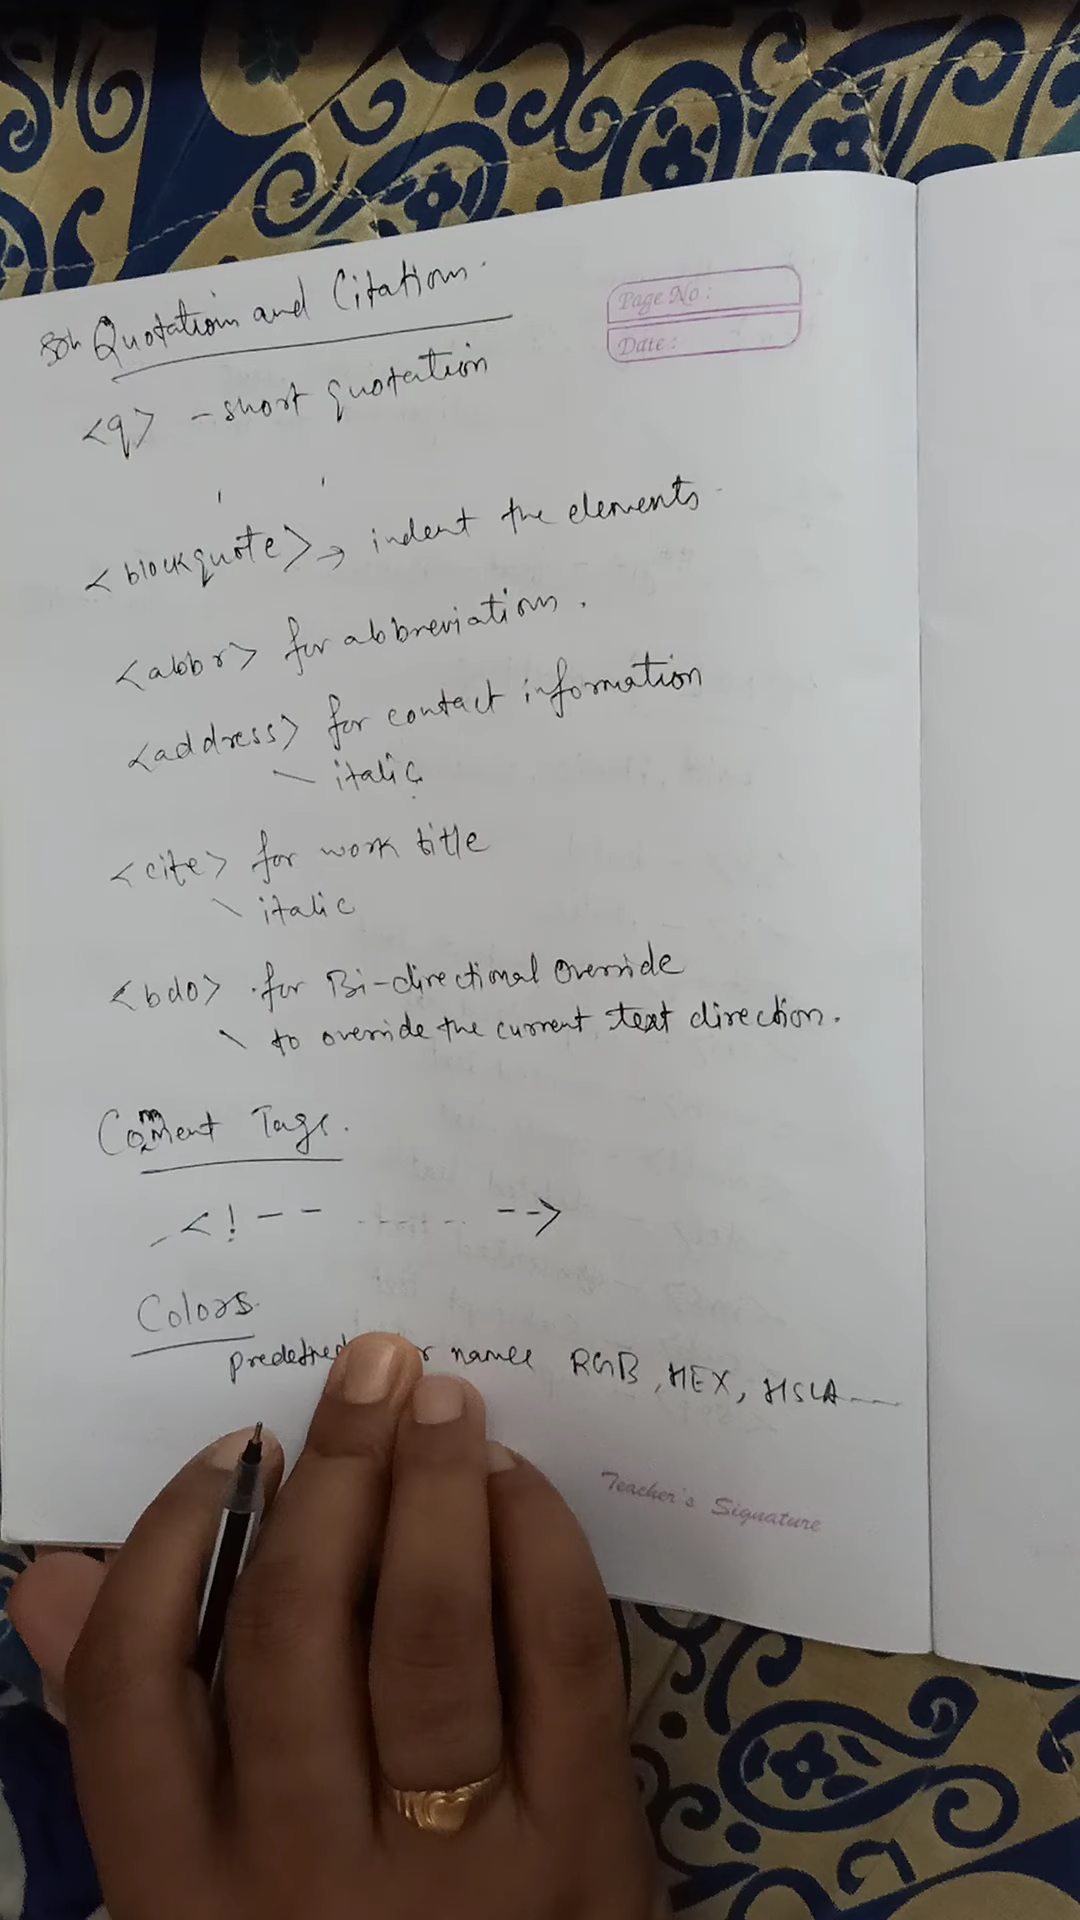 Quotation and Citation.
Page No :
Date :
<q> - short quotation
<blockquote> → indent the elements.
<abbr> for abbreviation.
<address> for contact information
\ italic
<cite> for work title
\ italic
<bdo> . for Bi-directional Override
\ to override the current text direction.
Comment Tags.
<!-- -->
Colors.
names RGB, HEX, HSLA
Teacher's Signature